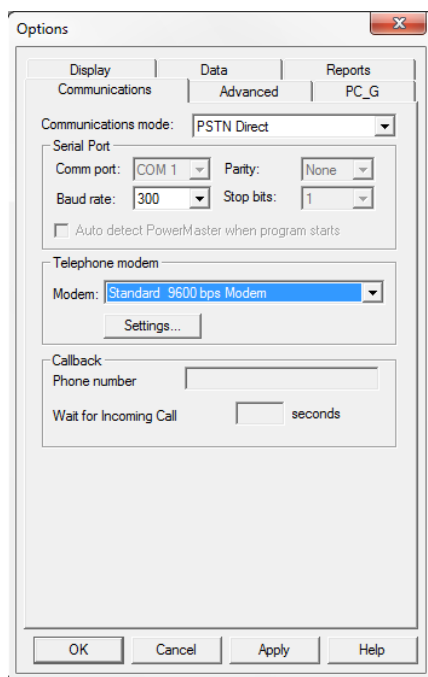 Options
Display Data Reports
Communications Advanced PC_G
Communications mode: PSTN Direct
Serial Port
Comm port: COM 1 Parity: None
Baud rate: 300 Stop bits: 1
Auto detect PowerMaster when program starts
Telephone modem
Modem: Standard 9600 bps Modem
Settings...
Callback
Phone number
Wait for Incoming Call seconds
OK Cancel Apply Help